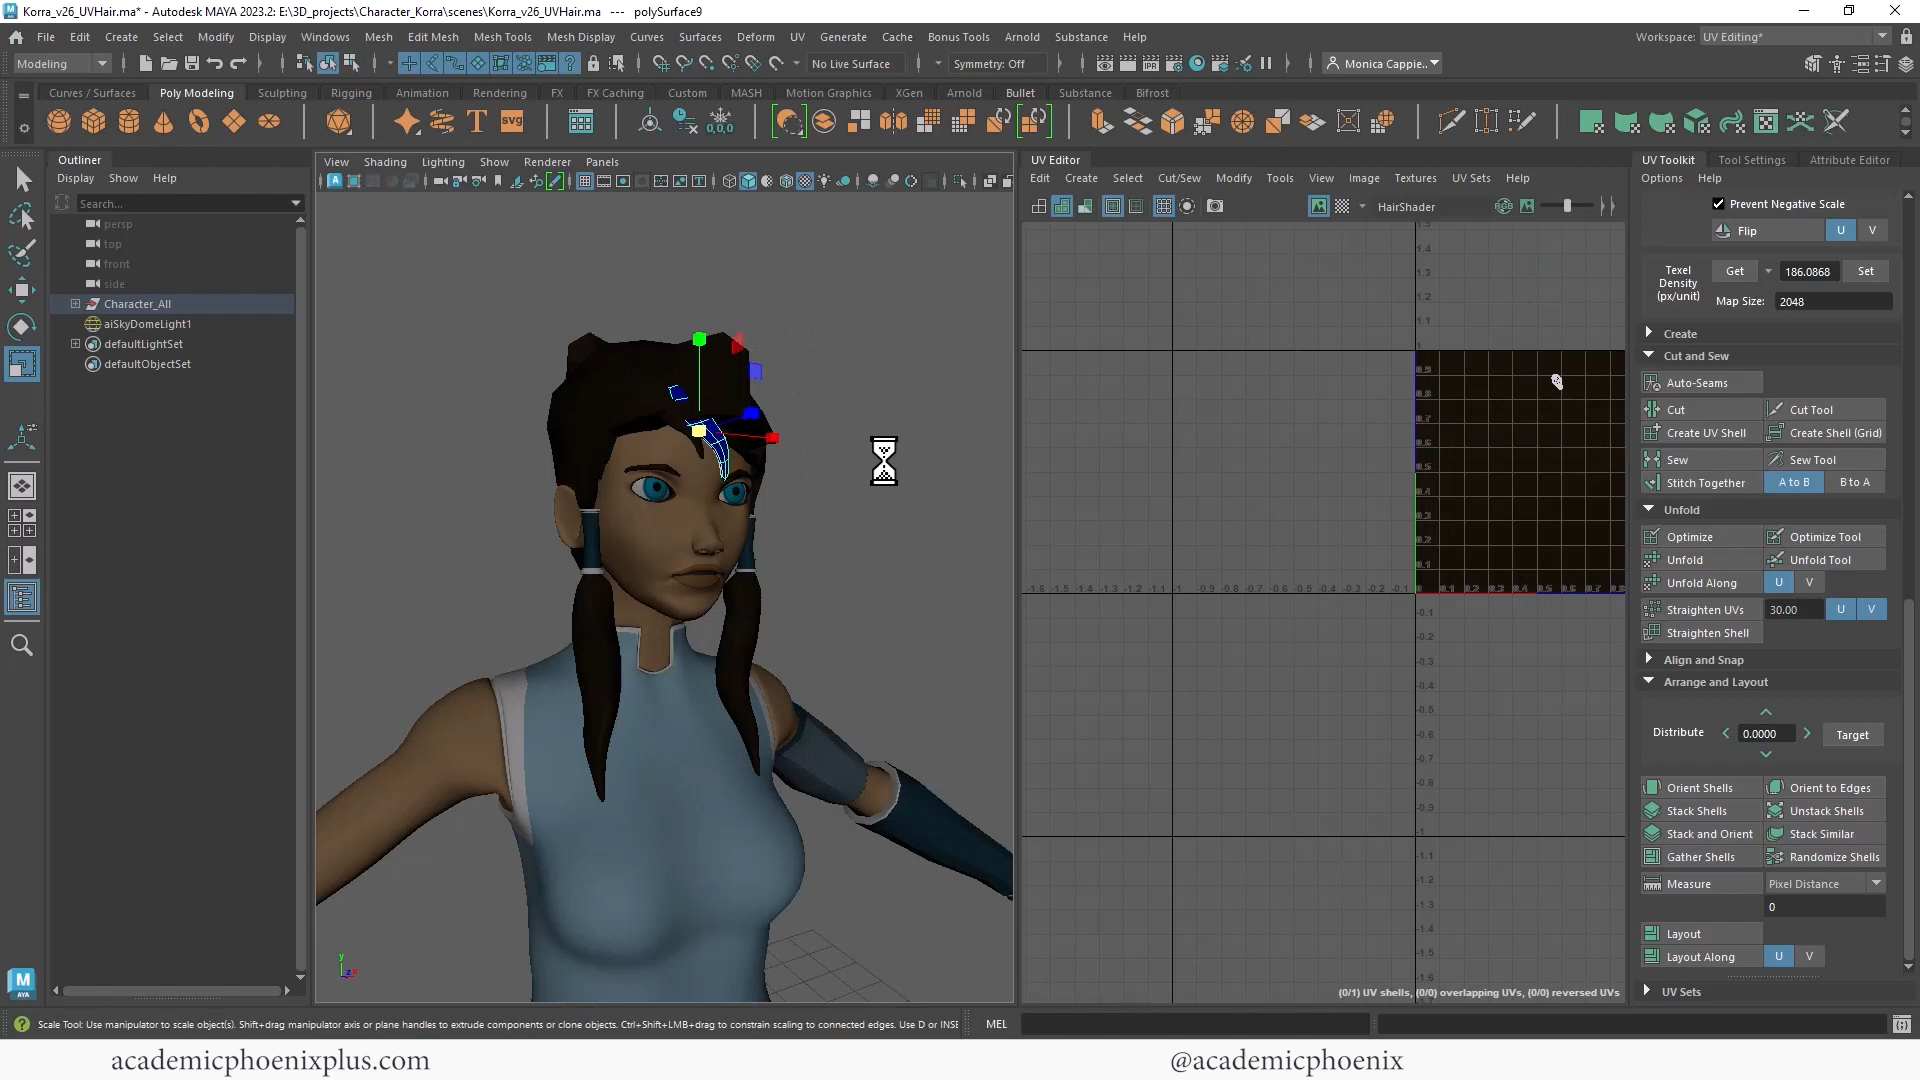 Korra_v26_UVHair.ma* - Autodesk MAYA 2023.2: E:\3D_projects\Character_Korra\scenes\Korra_v26_UVHair.ma --- polySurface9
File Edit Create Select Modify Display Windows Mesh Edit Mesh Mesh Tools Mesh Display Curves Surfaces Deform UV Generate Cache Bonus Tools Arnold Substance Help
Workspace: UV Editing*
Modeling No Live Surface Symmetry: Off Monica Cappie..
Curves / Surfaces Poly Modeling Sculpting Rigging Animation Rendering FX FX Caching Custom MASH Motion Graphics XGen Arnold Bullet Substance Bifrost
svg 0,0,0
Outliner
Display Show Help
Search...
persp
top
front
side
Character_All
aiSkyDomeLight1
defaultLightSet
defaultObjectSet
View Shading Lighting Show Renderer Panels
UV Editor
Edit Create Select Cut/Sew Modify Tools View Image Textures UV Sets Help
HairShader
(0/1) UV shells, (0/0) overlapping UVs, (0/0) reversed UVs
UV Toolkit Tool Settings Attribute Editor
Options Help
Prevent Negative Scale
Flip U V
Texel Density (px/unit) Get 186.0868 Set
Map Size: 2048
Create
Cut and Sew
Auto-Seams
Cut Cut Tool
Create UV Shell Create Shell (Grid)
Sew Sew Tool
Stitch Together A to B B to A
Unfold
Optimize Optimize Tool
Unfold Unfold Tool
Unfold Along U V
Straighten UVs 30.00 U V
Straighten Shell
Align and Snap
Arrange and Layout
Distribute 0.0000 Target
Orient Shells Orient to Edges
Stack Shells Unstack Shells
Stack and Orient Stack Similar
Gather Shells Randomize Shells
Measure Pixel Distance
0
Layout
Layout Along U V
UV Sets
Scale Tool: Use manipulator to scale object(s). Shift+drag manipulator axis or plane handles to extrude components or clone objects. Ctrl+Shift+LMB+drag to constrain scaling to connected edges. Use D or INSE
MEL
academicphoenixplus.com
@academicphoenix